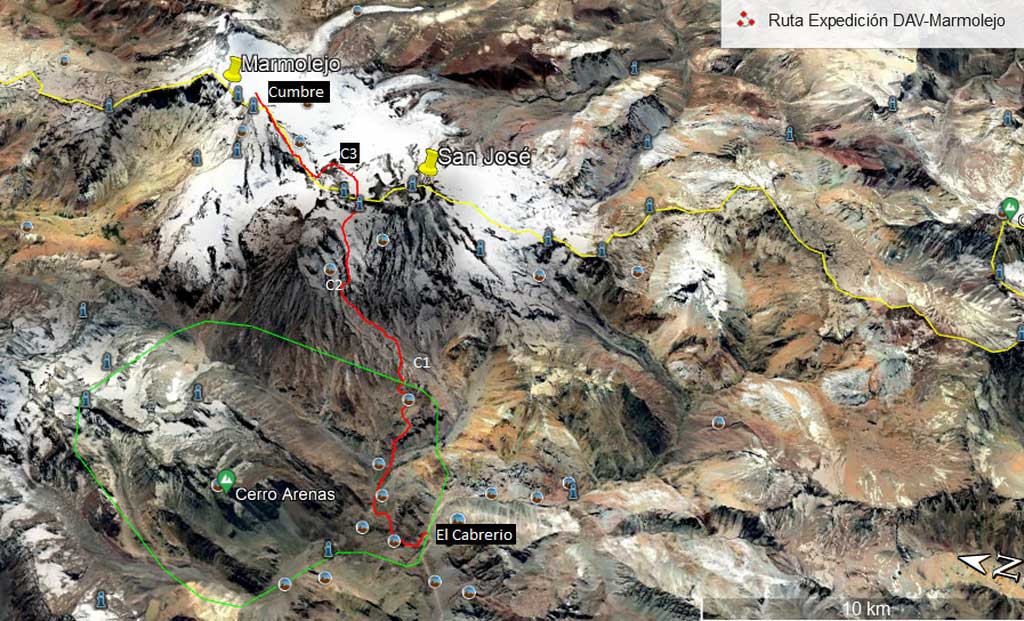 Ruta Expedición DAV-Marmolejo
Marmolejo
Cumbre
C3
San José
C2
C1
Cerro Arenas
El Cabrerio
N
10 km